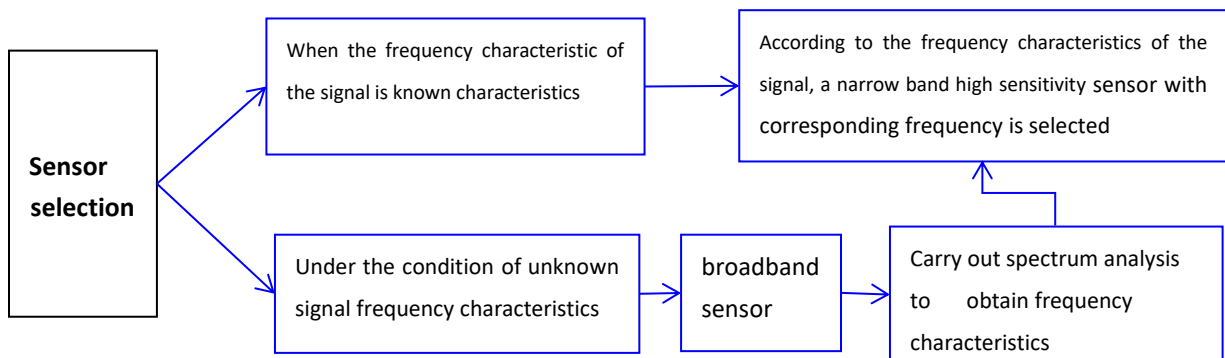 Sensor
selection
When the frequency characteristic of
the signal is known characteristics
According to the frequency characteristics of the
signal, a narrow band high sensitivity sensor with
corresponding frequency is selected
Under the condition of unknown
signal frequency characteristics
broadband
sensor
Carry out spectrum analysis
to obtain frequency
characteristics